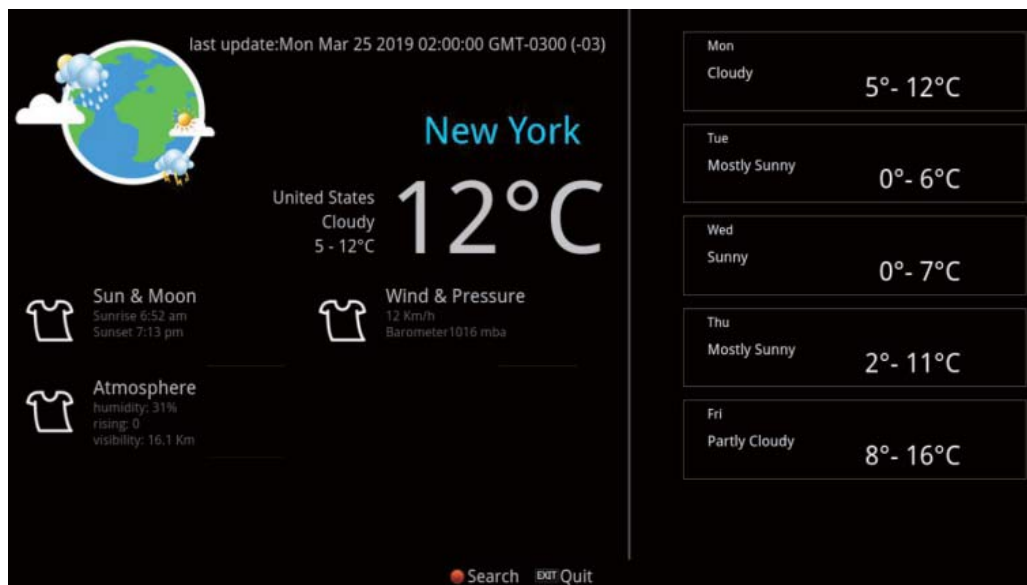 last update:Mon Mar 25 2019 02:00:00 GMT-0300 (-03)
New York
United States
Cloudy
5 - 12°C
12°C
Sun & Moon
Sunrise 6:52 am
Sunset 7:13 pm
Wind & Pressure
12 Km/h
Barometer1016 mba
Atmosphere
humidity: 31%
rising: 0
visibility: 16.1 Km
Mon
Cloudy
5°- 12°C
Tue
Mostly Sunny
0°- 6°C
Wed
Sunny
0°- 7°C
Thu
Mostly Sunny
2°- 11°C
Fri
Partly Cloudy
8°- 16°C
Search EXIT Quit